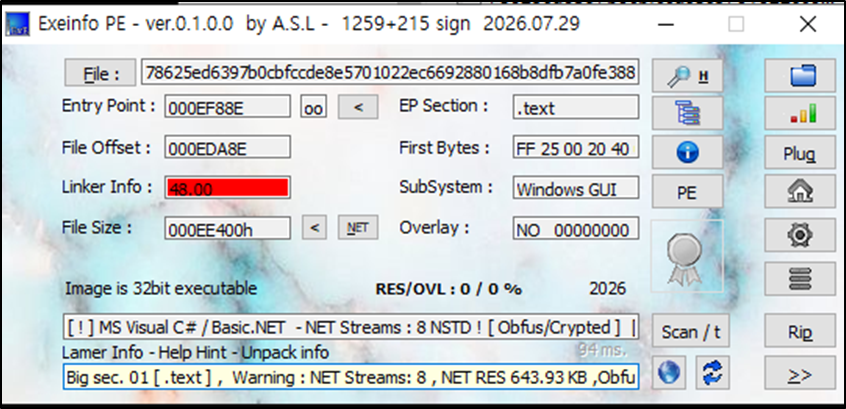 Exeinfo PE - ver.0.1.0.0 by A.S.L - 1259+215 sign 2026.07.29
File : 78625ed6397b0cbfccde8e5701022ec6692880168b8dfb7a0fe388 H
Entry Point : 000EF88E oo < EP Section : .text
File Offset : 000EDA8E First Bytes : FF 25 00 20 40 Plug
Linker Info : 48.00 SubSystem : Windows GUI PE
File Size : 000EE400h < NET Overlay : NO 00000000
Image is 32bit executable RES/OVL : 0 / 0 % 2026
[ ! ] MS Visual C# / Basic.NET - NET Streams : 8 NSTD ! [ Obfus/Crypted ] | Scan / t Rip
Lamer Info - Help Hint - Unpack info 94 ms.
Big sec. 01 [ .text ] , Warning : NET Streams: 8 , NET RES 643.93 KB ,Obfu >>